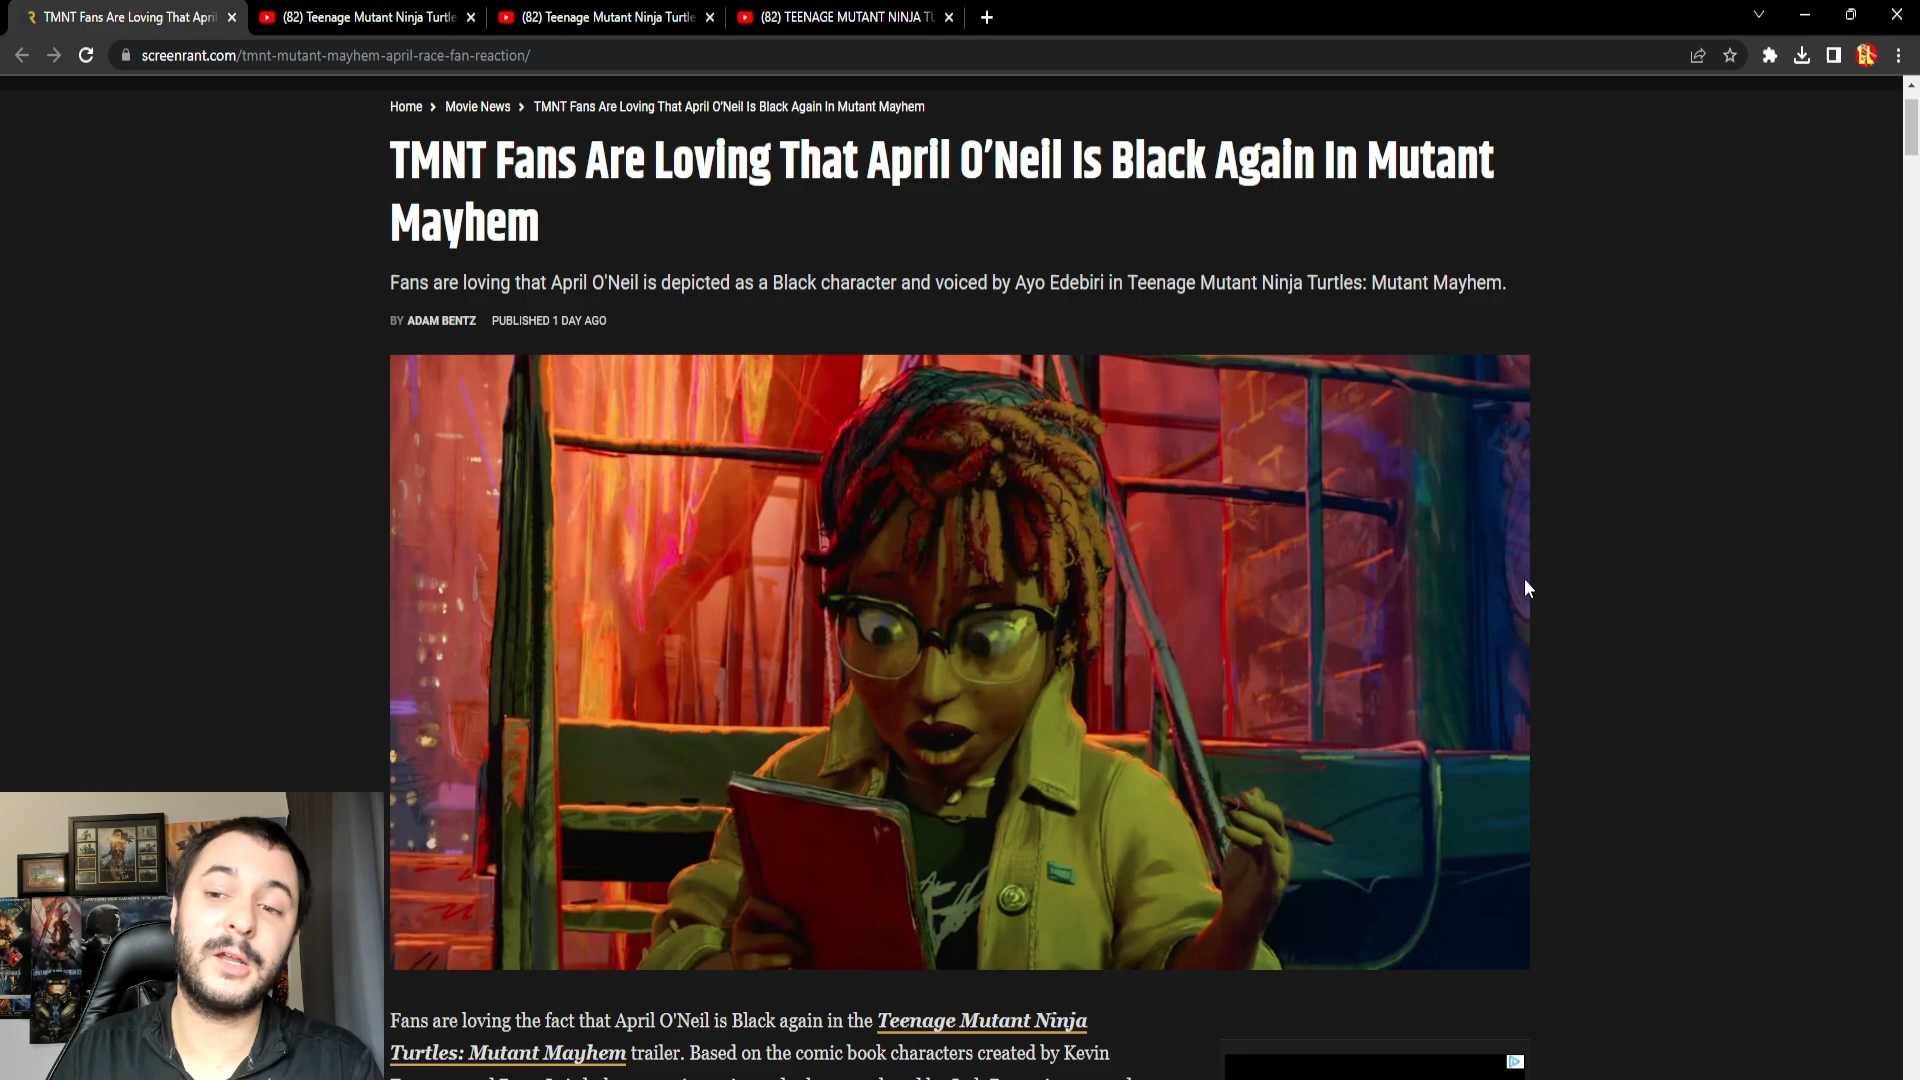 TMNT Fans Are Loving That April
(82) Teenage Mutant Ninja Turtle
(82) Teenage Mutant Ninja Turtle
(82) TEENAGE MUTANT NINJA TU
screenrant.com/tmnt-mutant-mayhem-april-race-fan-reaction/
Home > Movie News > TMNT Fans Are Loving That April O'Neil Is Black Again In Mutant Mayhem
TMNT Fans Are Loving That April O’Neil Is Black Again In Mutant
Mayhem
Fans are loving that April O'Neil is depicted as a Black character and voiced by Ayo Edebiri in Teenage Mutant Ninja Turtles: Mutant Mayhem.
BY ADAM BENTZ PUBLISHED 1 DAY AGO
Fans are loving the fact that April O'Neil is Black again in the Teenage Mutant Ninja
Turtles: Mutant Mayhem trailer. Based on the comic book characters created by Kevin